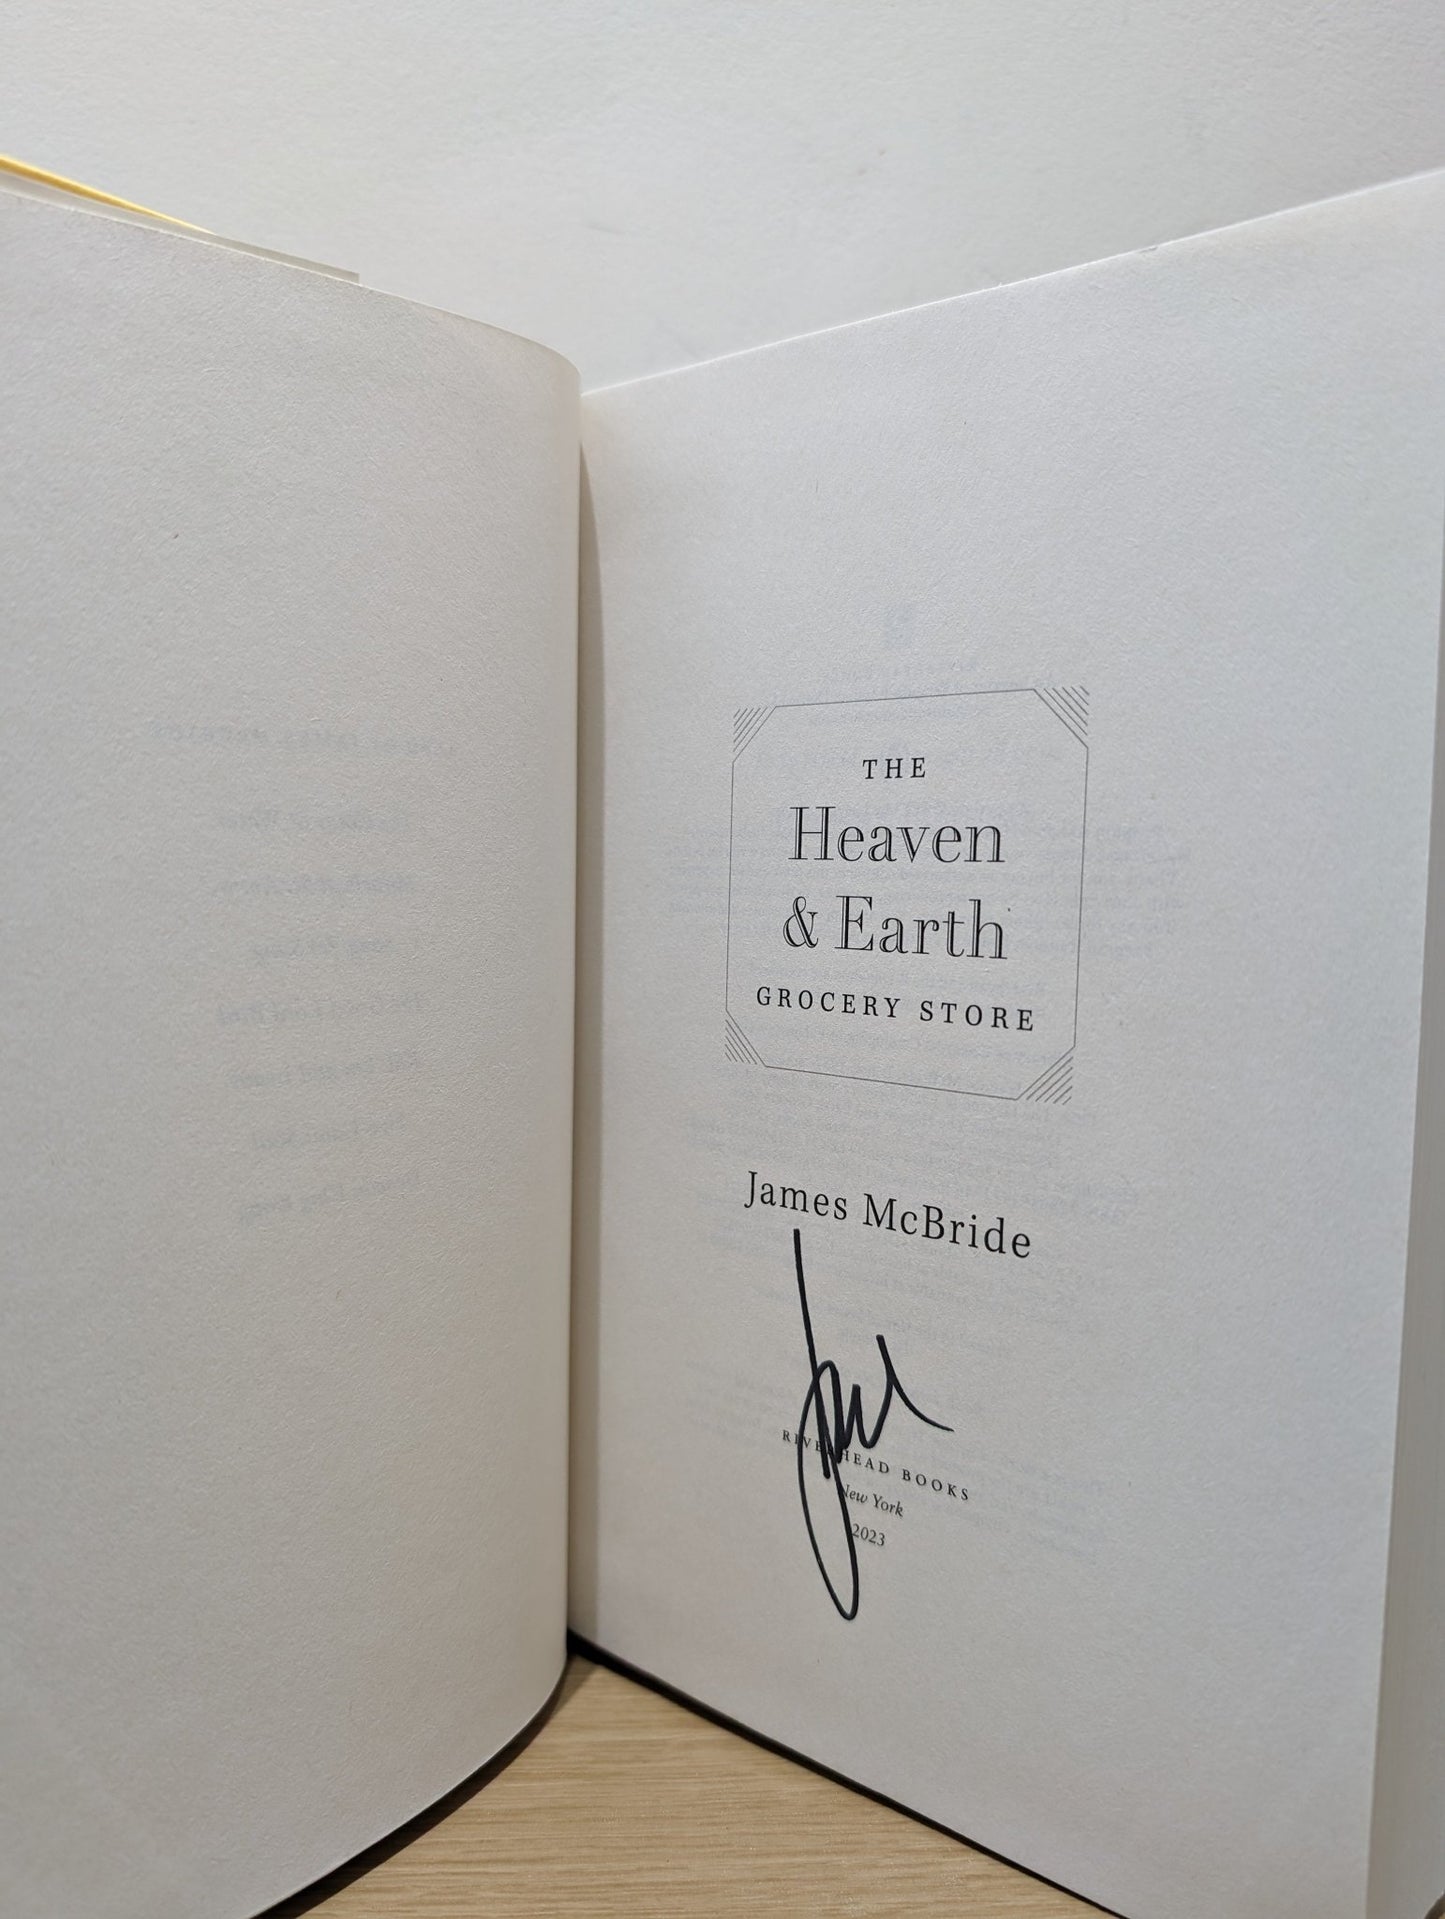 THE
Heaven
& Earth
GROCERY STORE
James McBride
RIVERHEAD BOOKS
New York
2023